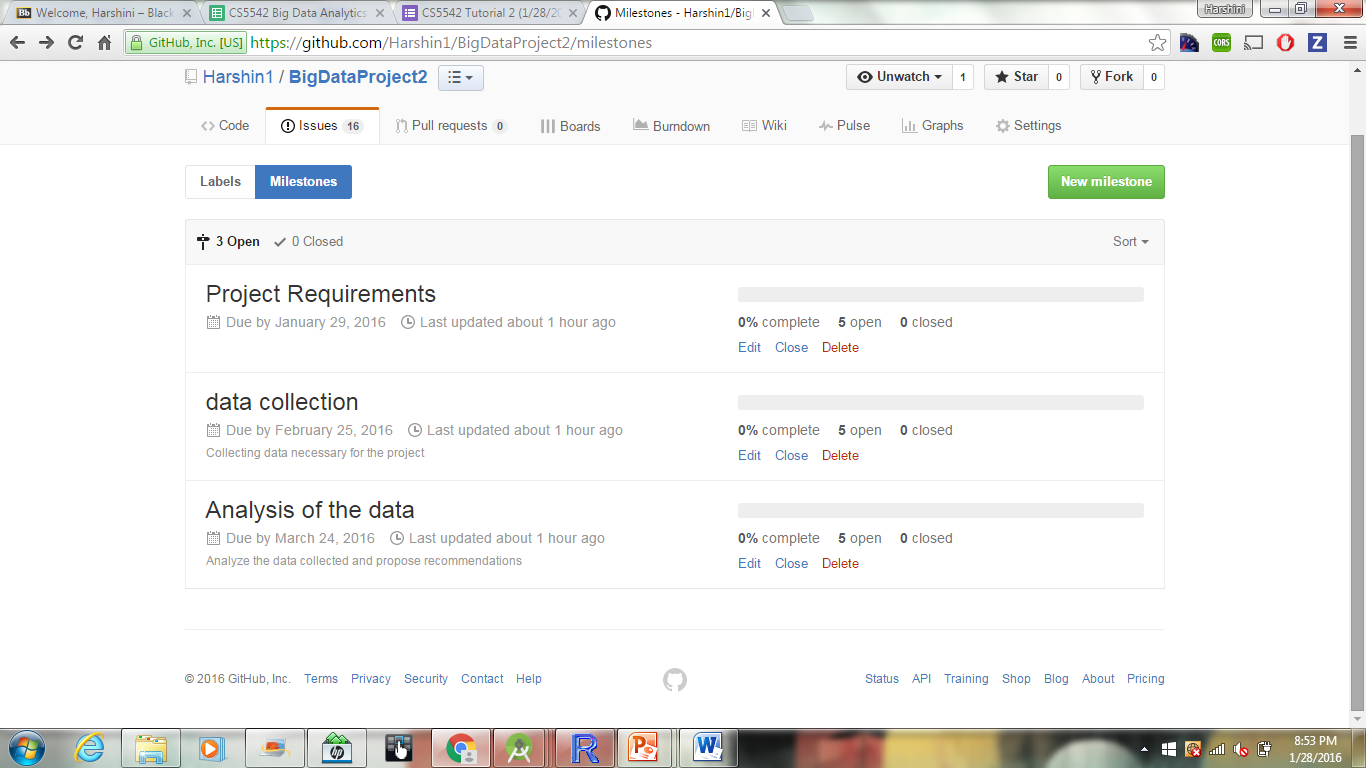 Welcome, Harshini – Black
CS5542 Big Data Analytics
CS5542 Tutorial 2 (1/28/20
Milestones - Harshin1/Big
Harshini
GitHub, Inc. [US] https://github.com/Harshin1/BigDataProject2/milestones
Harshin1 / BigDataProject2
Unwatch 1 Star 0 Fork 0
Code Issues 16 Pull requests 0 Boards Burndown Wiki Pulse Graphs Settings
Labels Milestones New milestone
3 Open 0 Closed Sort
Project Requirements
Due by January 29, 2016 Last updated about 1 hour ago
0% complete 5 open 0 closed
Edit Close Delete
data collection
Due by February 25, 2016 Last updated about 1 hour ago
Collecting data necessary for the project
0% complete 5 open 0 closed
Edit Close Delete
Analysis of the data
Due by March 24, 2016 Last updated about 1 hour ago
Analyze the data collected and propose recommendations
0% complete 5 open 0 closed
Edit Close Delete
© 2016 GitHub, Inc. Terms Privacy Security Contact Help
Status API Training Shop Blog About Pricing
8:53 PM
1/28/2016